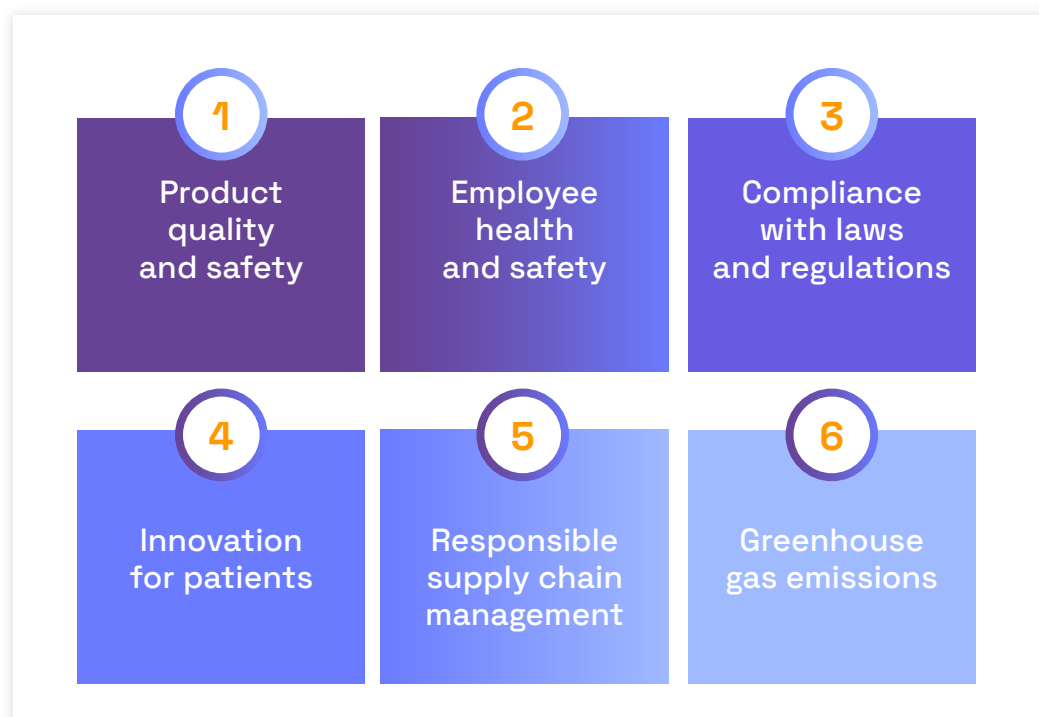 1
Product
quality
and safety
2
Employee
health
and safety
3
Compliance
with laws
and regulations
4
Innovation
for patients
5
Responsible
supply chain
management
6
Greenhouse
gas emissions